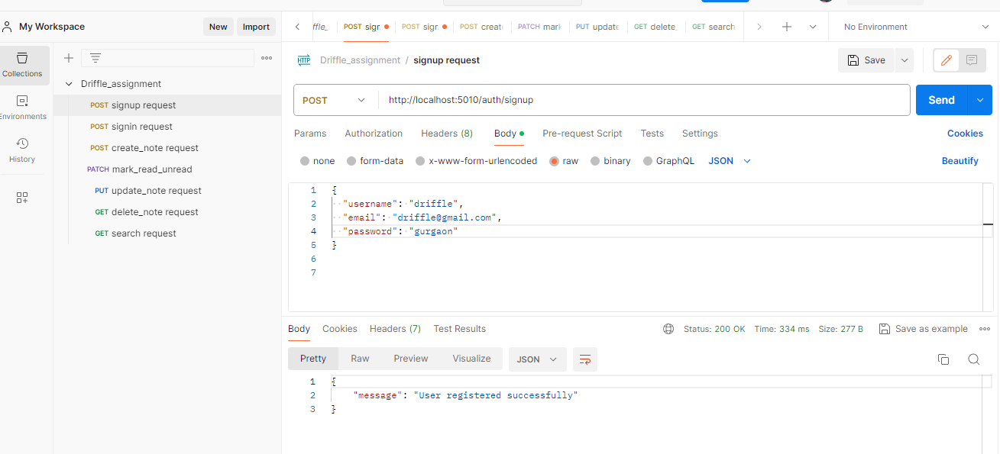 My Workspace
New
Import
ffle_
POST sign
POST sign
POST creat
PATCH mark
PUT update
GET delete_
GET search
No Environment
Collections
Environments
History
Driffle_assignment
POST signup request
POST signin request
POST create_note request
PATCH mark_read_unread
PUT update_note request
GET delete_note request
GET search request
HTTP Driffle_assignment / signup request
Save
POST http://localhost:5010/auth/signup
Send
Params Authorization Headers (8) Body Pre-request Script Tests Settings Cookies
none form-data x-www-form-urlencoded raw binary GraphQL JSON Beautify
1 {
2 "username": "driffle",
3 "email": "driffle@gmail.com",
4 "password": "gurgaon"
5 }
6
7
Body Cookies Headers (7) Test Results Status: 200 OK Time: 334 ms Size: 277 B Save as example
Pretty Raw Preview Visualize JSON
1 {
2 "message": "User registered successfully"
3 }